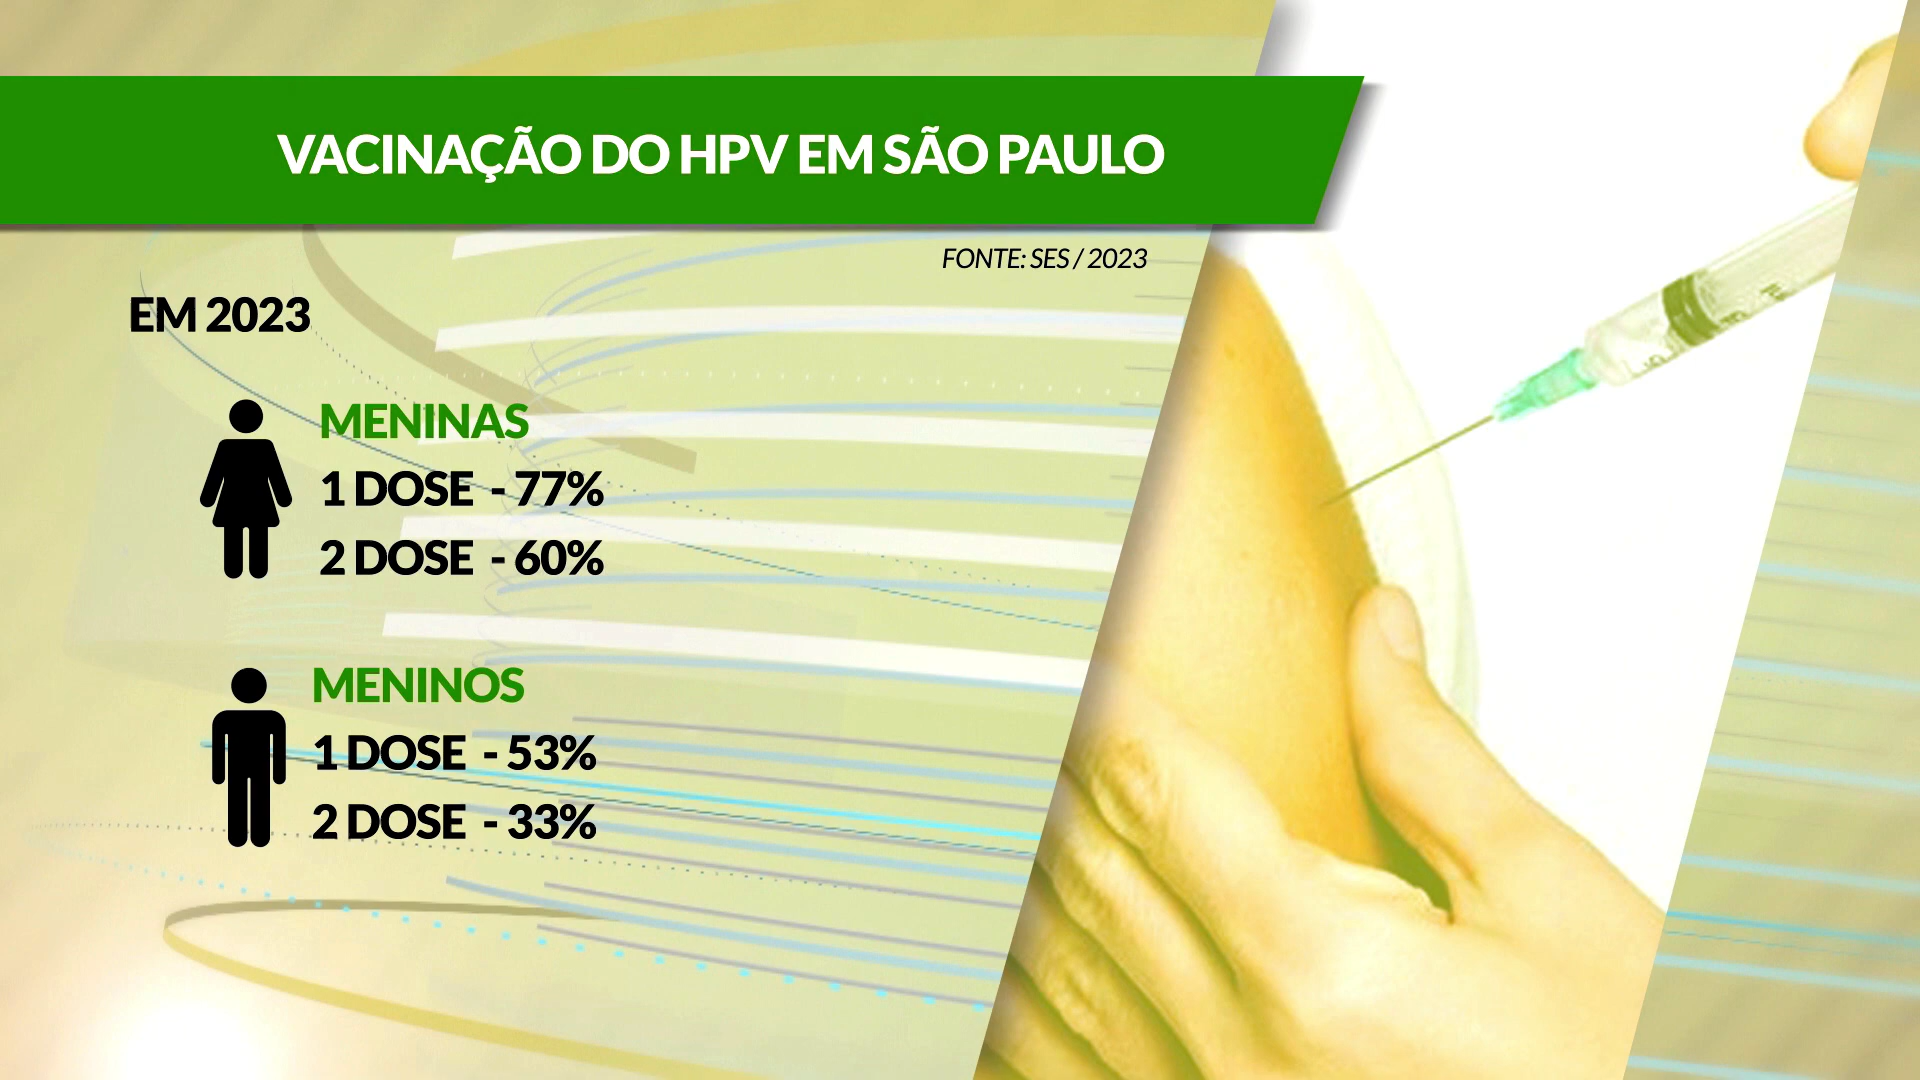 VACINAÇÃO DO HPV EM SÃO PAULO
FONTE: SES / 2023
EM 2023
MENINAS
1 DOSE - 77%
2 DOSE - 60%
MENINOS
1 DOSE - 53%
2 DOSE - 33%